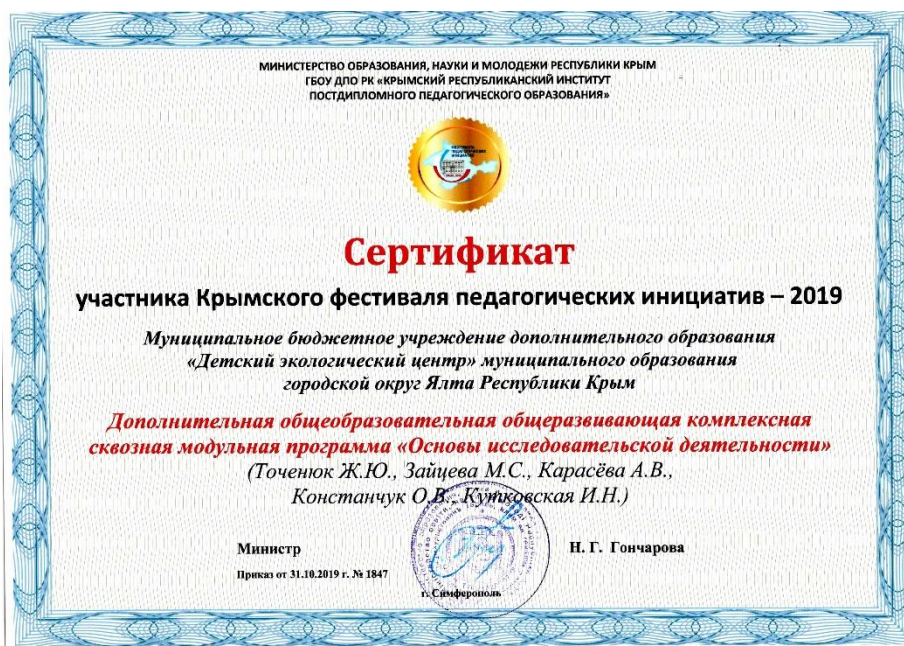 МИНИСТЕРСТВО ОБРАЗОВАНИЯ, НАУКИ И МОЛОДЕЖИ РЕСПУБЛИКИ КРЫМ
ГБОУ ДПО РК «КРЫМСКИЙ РЕСПУБЛИКАНСКИЙ ИНСТИТУТ
ПОСТДИПЛОМНОГО ПЕДАГОГИЧЕСКОГО ОБРАЗОВАНИЯ»
Сертификат
участника Крымского фестиваля педагогических инициатив – 2019
Муниципальное бюджетное учреждение дополнительного образования
«Детский экологический центр» муниципального образования
городской округ Ялта Республики Крым
Дополнительная общеобразовательная общеразвивающая комплексная
сквозная модульная программа «Основы исследовательской деятельности»
(Точенюк Ж.Ю., Зайцева М.С., Карасёва А.В.,
Константчук О.В., Кутковская И.Н.)
Министр
Н. Г. Гончарова
Приказ от 31.10.2019 г. № 1847
г. Симферополь